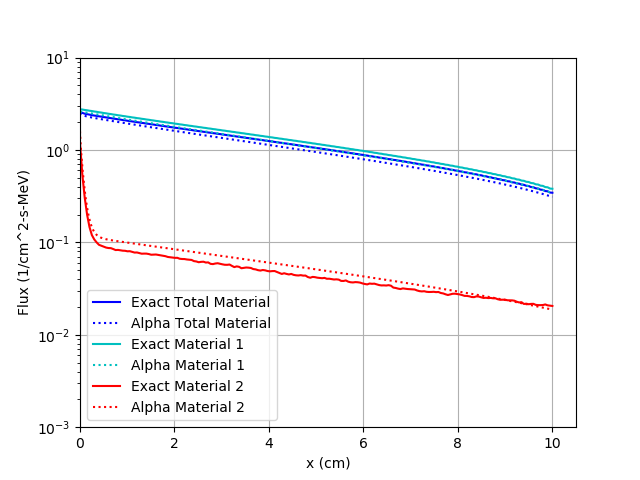 10^1
10^0
10^−1
10^−2
10^−3
Flux (1/cm^2-s-MeV)
Exact Total Material
Alpha Total Material
Exact Material 1
Alpha Material 1
Exact Material 2
Alpha Material 2
0 2 4 6 8 10
x (cm)